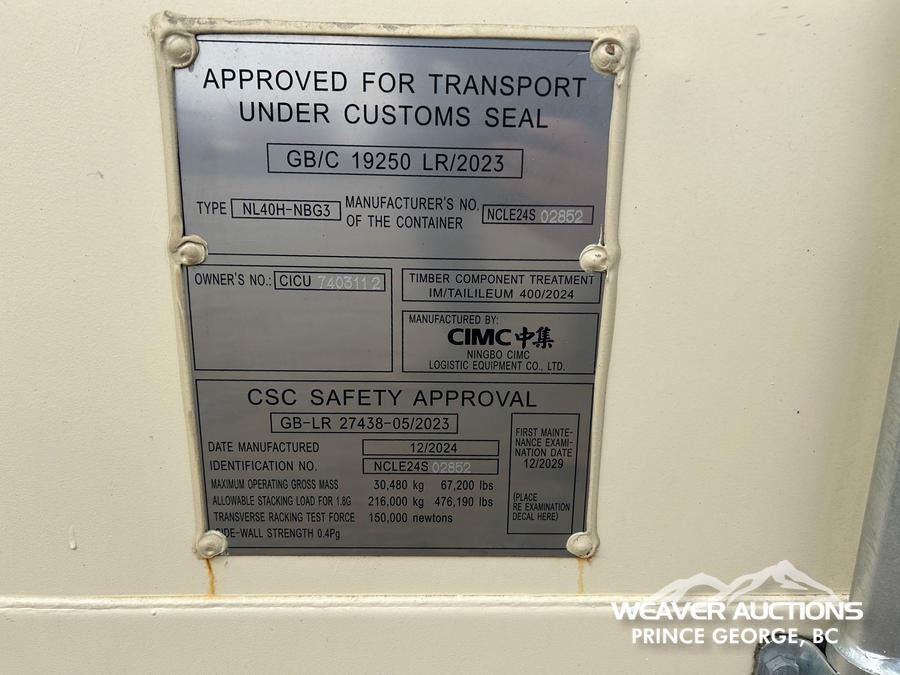 APPROVED FOR TRANSPORT
UNDER CUSTOMS SEAL
GB/C 19250 LR/2023
TYPE NL40H-NBG3 MANUFACTURER'S NO. OF THE CONTAINER NCLE24S 02852
OWNER'S NO.: CICU 7403112
TIMBER COMPONENT TREATMENT
IM/TAILILEUM 400/2024
MANUFACTURED BY:
CIMC中集
NINGBO CIMC
LOGISTIC EQUIPMENT CO., LTD.
CSC SAFETY APPROVAL
GB-LR 27438-05/2023
DATE MANUFACTURED 12/2024
IDENTIFICATION NO. NCLE24S 02852
MAXIMUM OPERATING GROSS MASS 30,480 kg 67,200 lbs
ALLOWABLE STACKING LOAD FOR 1.8G 216,000 kg 476,190 lbs
TRANSVERSE RACKING TEST FORCE 150,000 newtons
SIDE-WALL STRENGTH 0.4Pg
FIRST MAINTE-
NANCE EXAMI-
NATION DATE
12/2029
(PLACE
RE EXAMINATION
DECAL HERE)
WEAVER AUCTIONS
PRINCE GEORGE, BC